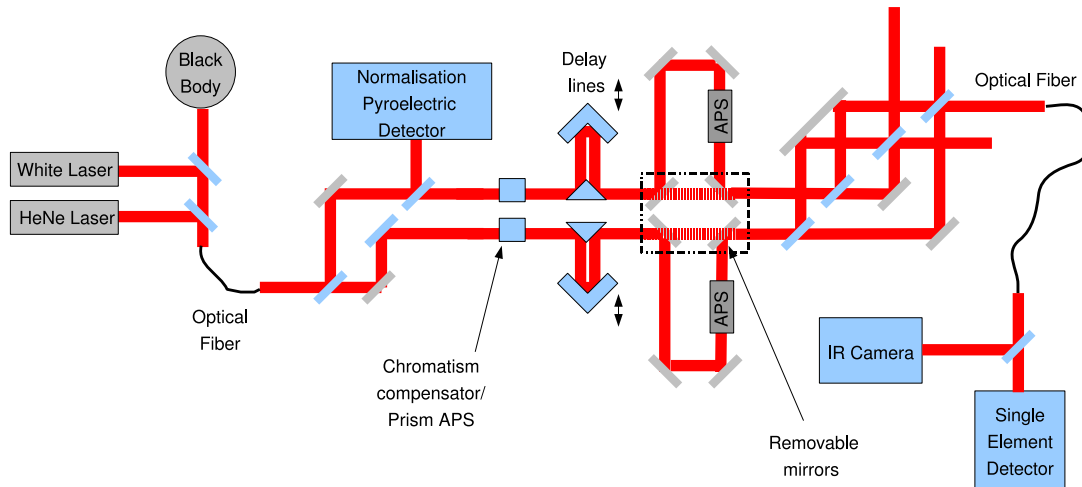 Black
Body
White Laser
HeNe Laser
Optical
Fiber
Normalisation
Pyroelectric
Detector
Delay
lines
APS
APS
Chromatism
compensator/
Prism APS
Removable
mirrors
Optical Fiber
IR Camera
Single
Element
Detector